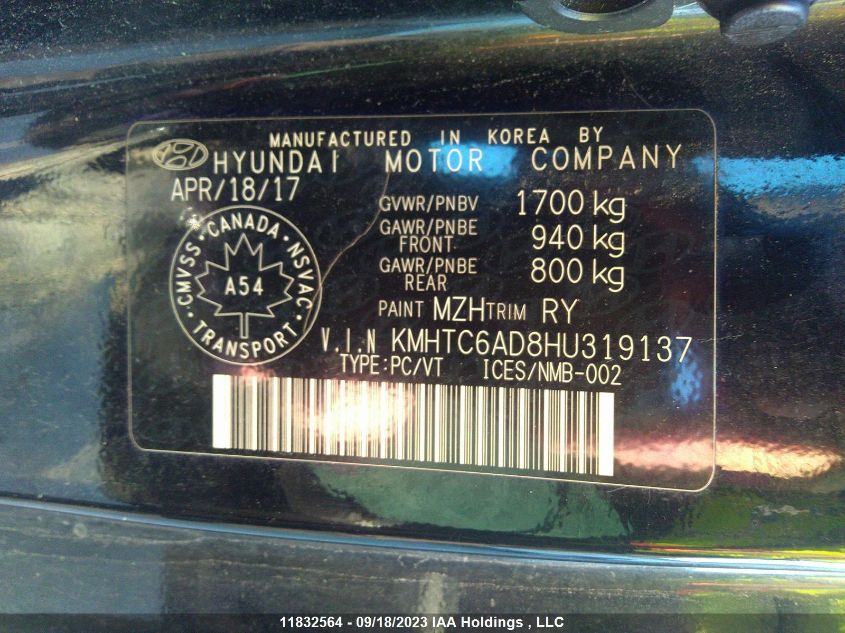 MANUFACTURED IN KOREA BY
HYUNDAI MOTOR COMPANY
APR/18/17
GVWR/PNBV 1700 kg
GAWR/PNBE FRONT 940 kg
GAWR/PNBE REAR 800 kg
CMVSS · CANADA · NSVAC
A54
TRANSPORT
PAINT MZH TRIM RY
V.I.N KMHTC6AD8HU319137
TYPE:PC/VT ICES/NMB-002
11832564 - 09/18/2023 IAA Holdings , LLC